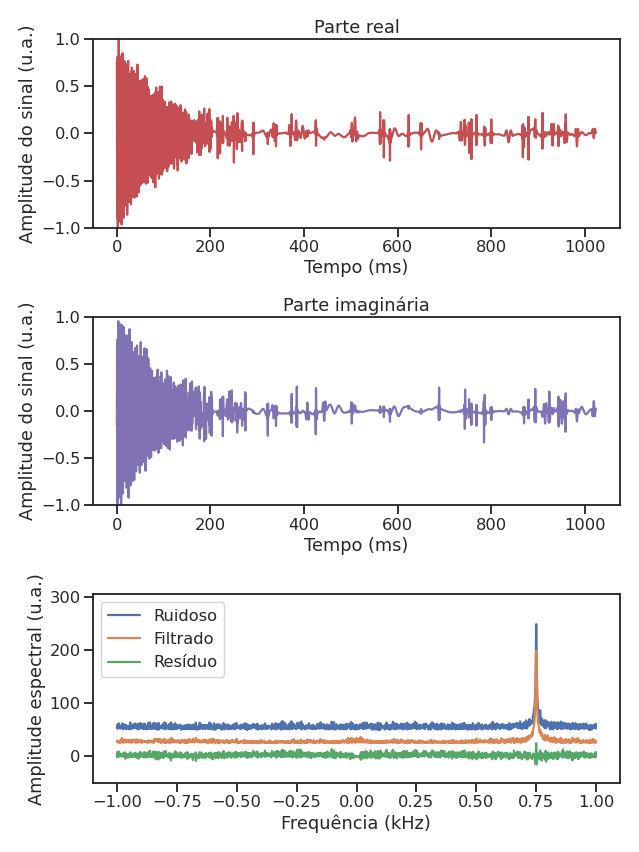 Parte real
Amplitude do sinal (u.a.)
1.0
0.5
0.0
−0.5
−1.0
0 200 400 600 800 1000
Tempo (ms)
Parte imaginária
Amplitude do sinal (u.a.)
1.0
0.5
0.0
−0.5
−1.0
0 200 400 600 800 1000
Tempo (ms)
Amplitude espectral (u.a.)
300
200
100
0
Ruidoso
Filtrado
Resíduo
−1.00 −0.75 −0.50 −0.25 0.00 0.25 0.50 0.75 1.00
Frequência (kHz)